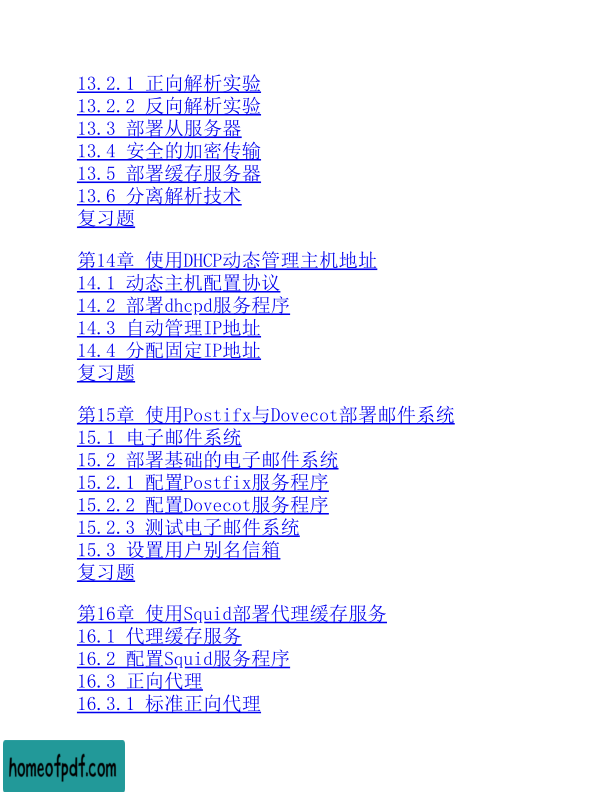 13.2.1 正向解析实验
13.2.2 反向解析实验
13.3 部署从服务器
13.4 安全的加密传输
13.5 部署缓存服务器
13.6 分离解析技术
复习题
第14章 使用DHCP动态管理主机地址
14.1 动态主机配置协议
14.2 部署dhcpd服务程序
14.3 自动管理IP地址
14.4 分配固定IP地址
复习题
第15章 使用Postifx与Dovecot部署邮件系统
15.1 电子邮件系统
15.2 部署基础的电子邮件系统
15.2.1 配置Postfix服务程序
15.2.2 配置Dovecot服务程序
15.2.3 测试电子邮件系统
15.3 设置用户别名信箱
复习题
第16章 使用Squid部署代理缓存服务
16.1 代理缓存服务
16.2 配置Squid服务程序
16.3 正向代理
16.3.1 标准正向代理
homeofpdf.com